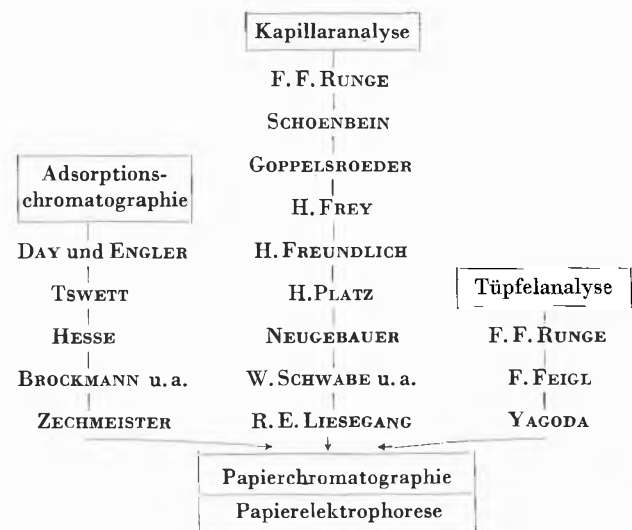 Kapillaranalyse
F. F. RUNGE
SCHOENBEIN
GOPPELSROEDER
H. FREY
H. FREUNDLICH
H. PLATZ
NEUGEBAUER
W. SCHWABE u. a.
R. E. LIESEGANG
Adsorptions-
chromatographie
DAY und ENGLER
TSWETT
HESSE
BROCKMANN u. a.
ZECHMEISTER
Tüpfelanalyse
F. F. RUNGE
F. FEIGL
YAGODA
Papierchromatographie
Papierelektrophorese